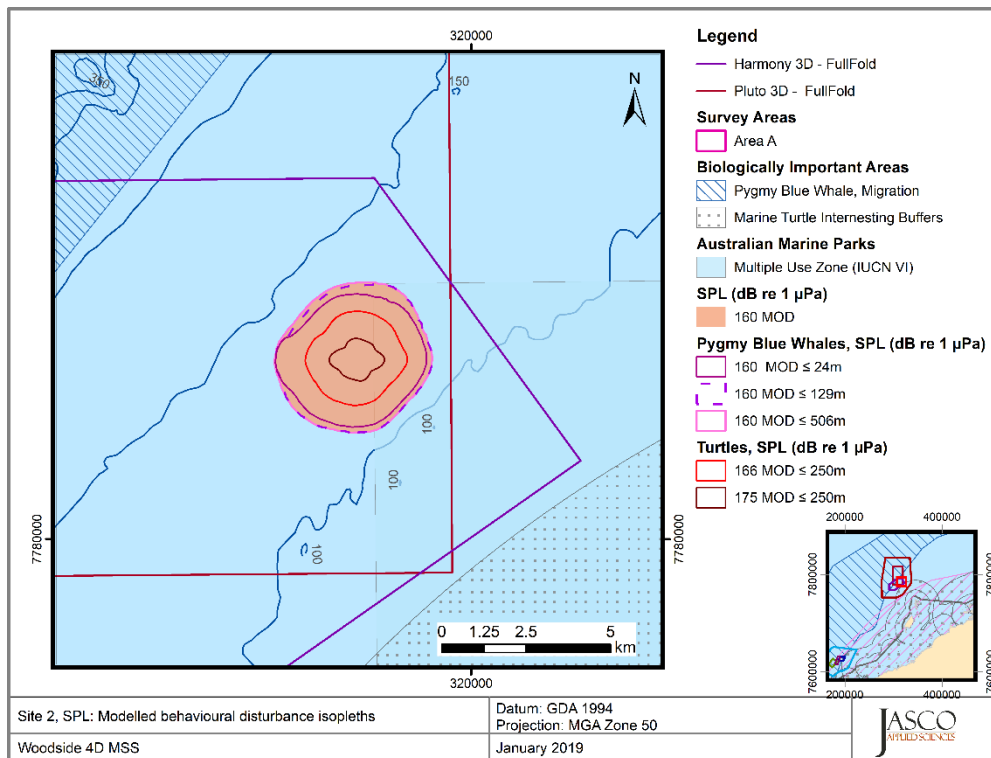 320000
350
150
N
100
100
100
7780000
7780000
0 1.25 2.5 5
km
320000
Legend
Harmony 3D - FullFold
Pluto 3D - FullFold
Survey Areas
Area A
Biologically Important Areas
Pygmy Blue Whale, Migration
Marine Turtle Internesting Buffers
Australian Marine Parks
Multiple Use Zone (IUCN VI)
SPL (dB re 1 µPa)
160 MOD
Pygmy Blue Whales, SPL (dB re 1 µPa)
160 MOD ≤ 24m
160 MOD ≤ 129m
160 MOD ≤ 506m
Turtles, SPL (dB re 1 µPa)
166 MOD ≤ 250m
175 MOD ≤ 250m
200000 400000
7800000
7800000
7600000
7600000
200000 400000
Site 2, SPL: Modelled behavioural disturbance isopleths
Datum: GDA 1994
Projection: MGA Zone 50
Woodside 4D MSS
January 2019
JASCO
APPLIED SCIENCES